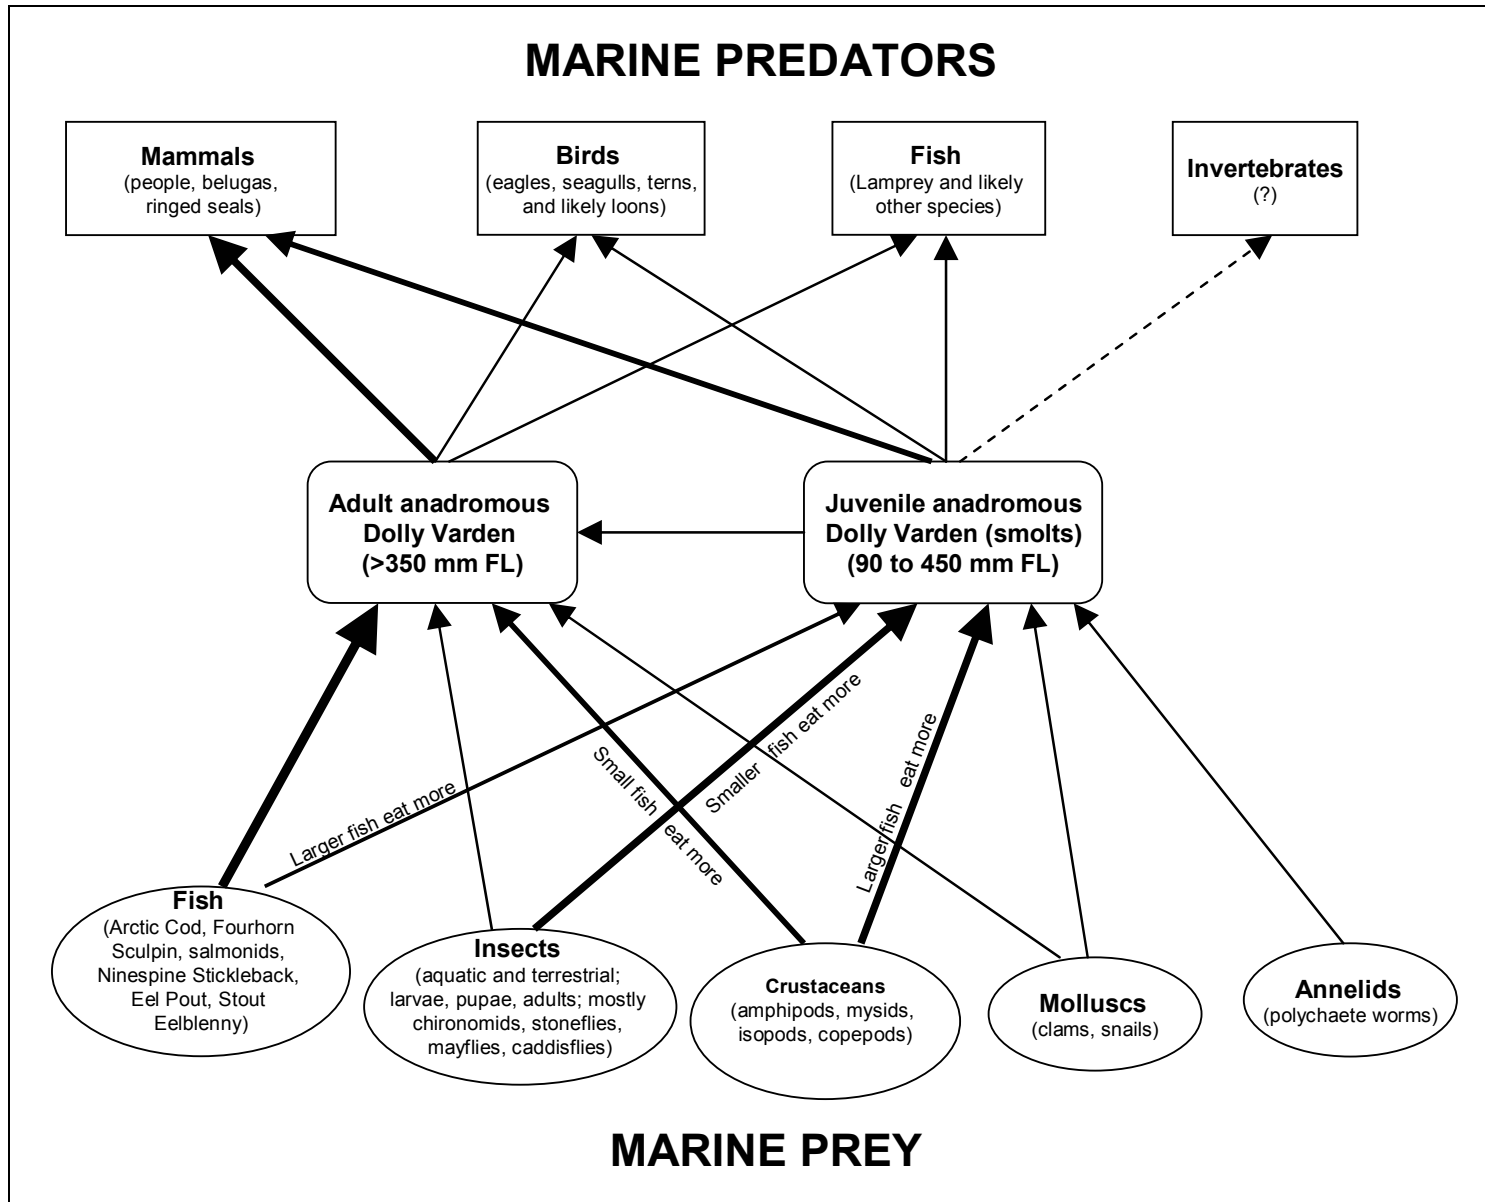 MARINE PREDATORS
Mammals
(people, belugas,
ringed seals)
Birds
(eagles, seagulls, terns,
and likely loons)
Fish
(Lamprey and likely
other species)
Invertebrates
(?)
Adult anadromous
Dolly Varden
(>350 mm FL)
Juvenile anadromous
Dolly Varden (smolts)
(90 to 450 mm FL)
Larger fish eat more
Small fish eat more
Smaller fish eat more
Larger fish eat more
Fish
(Arctic Cod, Fourhorn
Sculpin, salmonids,
Ninespine Stickleback,
Eel Pout, Stout
Eelblenny)
Insects
(aquatic and terrestrial;
larvae, pupae, adults; mostly
chironomids, stoneflies,
mayflies, caddisflies)
Crustaceans
(amphipods, mysids,
isopods, copepods)
Molluscs
(clams, snails)
Annelids
(polychaete worms)
MARINE PREY